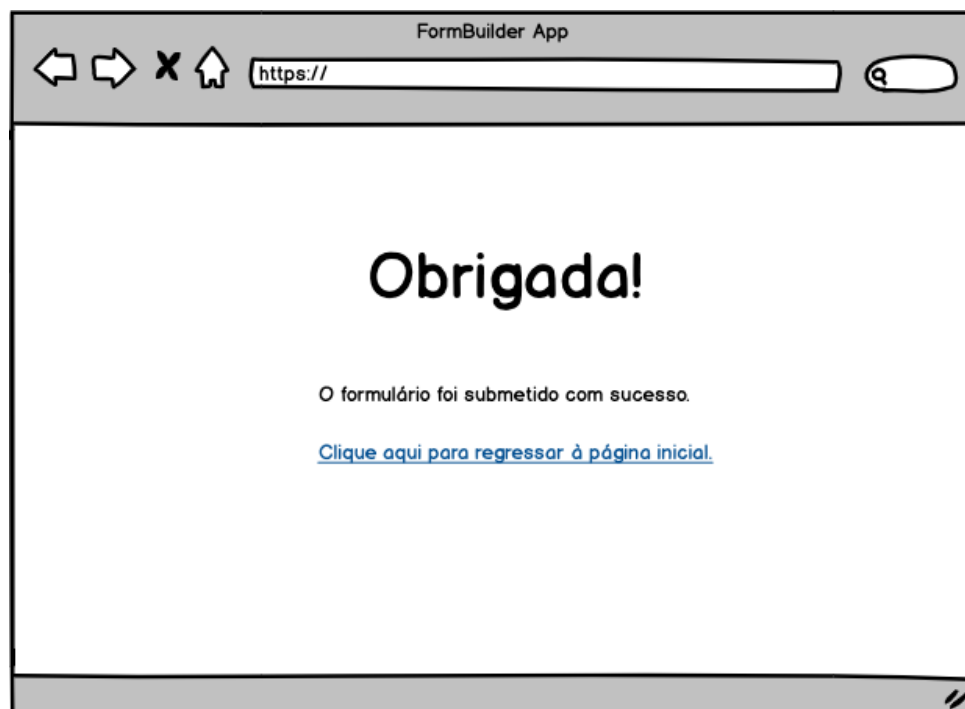 FormBuilder App
https://
Obrigada!
O formulário foi submetido com sucesso.
Clique aqui para regressar à página inicial.